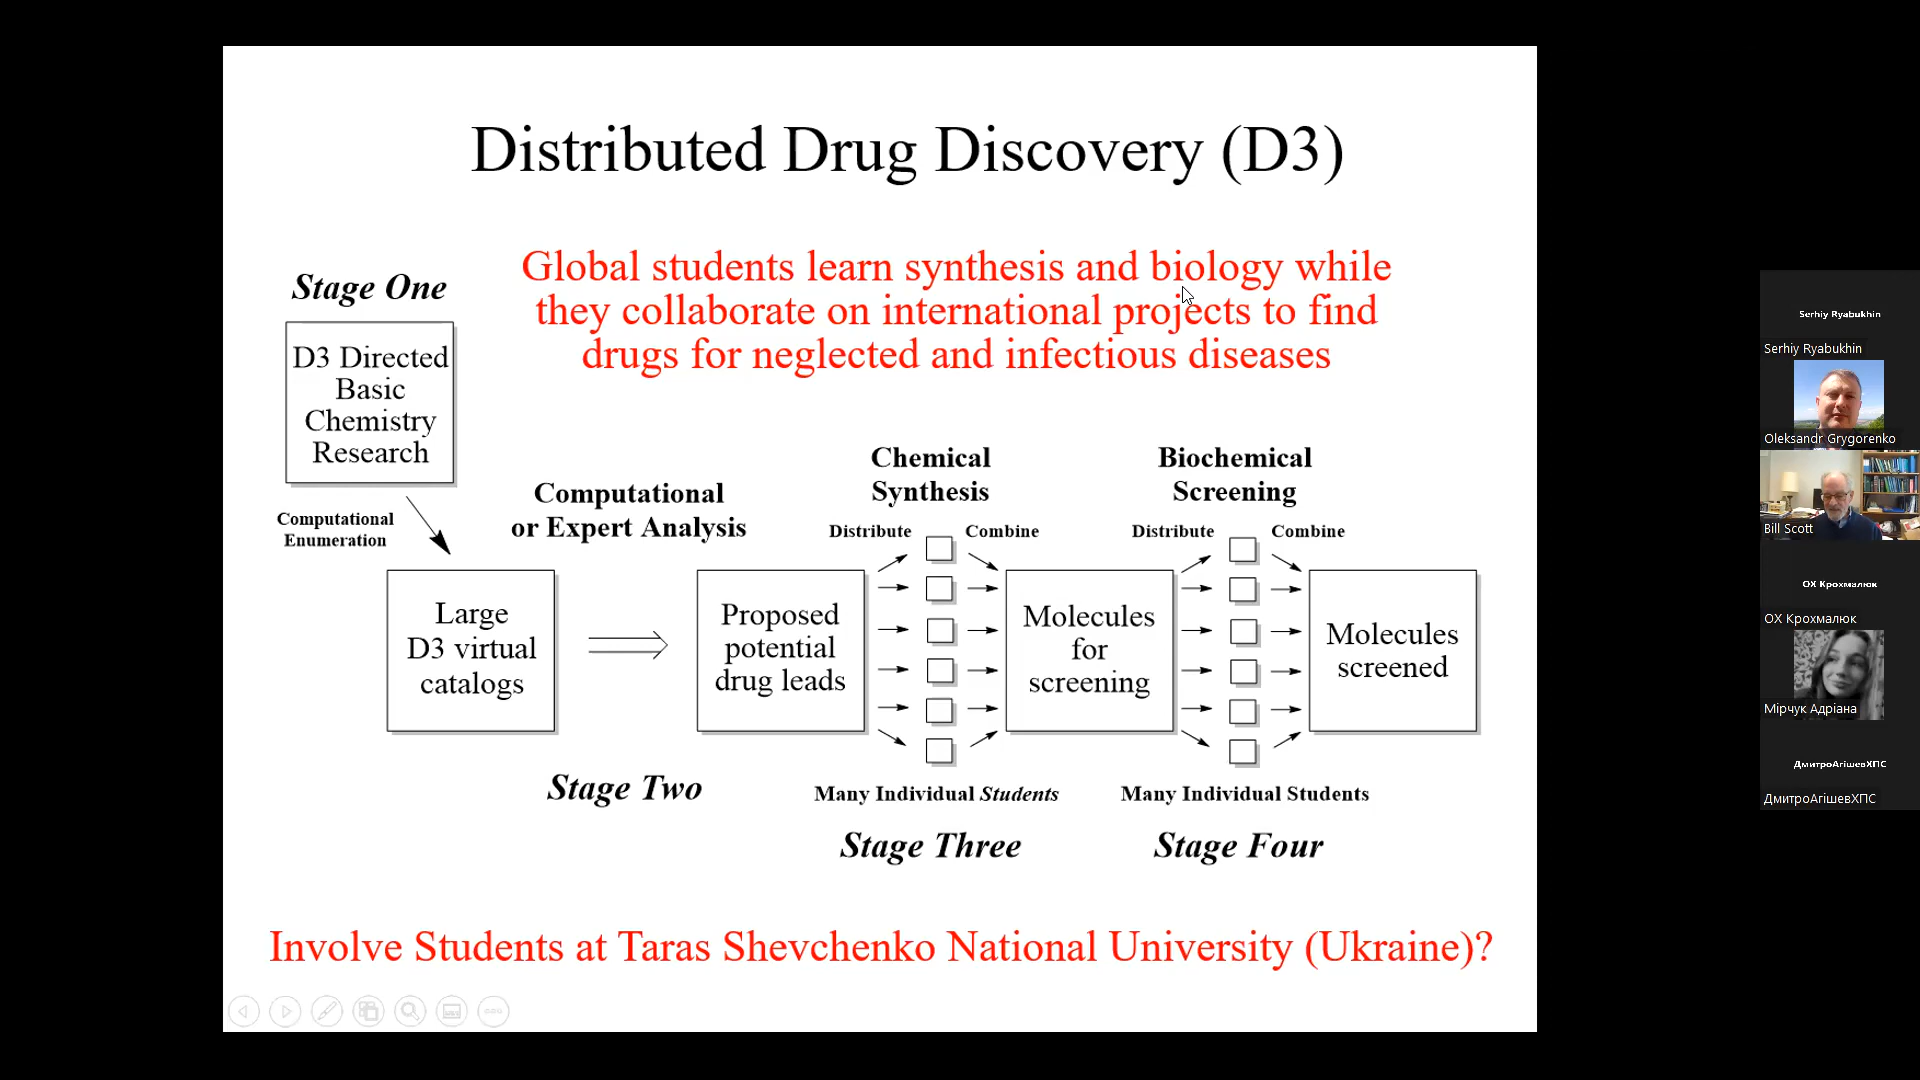 Distributed Drug Discovery (D3)
Global students learn synthesis and biology while
they collaborate on international projects to find
drugs for neglected and infectious diseases
Stage One
D3 Directed
Basic
Chemistry
Research
Computational
Enumeration
Large
D3 virtual
catalogs
Computational
or Expert Analysis
Stage Two
Proposed
potential
drug leads
Chemical
Synthesis
Distribute
Combine
Many Individual Students
Stage Three
Molecules
for
screening
Biochemical
Screening
Distribute
Combine
Many Individual Students
Stage Four
Molecules
screened
Involve Students at Taras Shevchenko National University (Ukraine)?
Serhiy Ryabukhin
Serhiy Ryabukhin
Oleksandr Grygorenko
Bill Scott
ОХ Крохмалюк
ОХ Крохмалюк
Мірчук Адріана
ДмитроАгішевХПС
ДмитроАгішевХПС